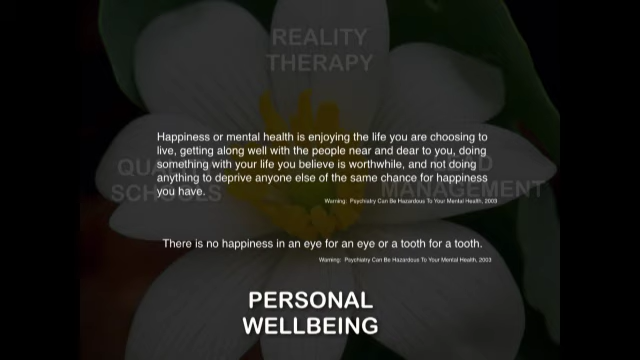 REALITY
THERAPY
Happiness or mental health is enjoying the life you are choosing to
live, getting along well with the people near and dear to you, doing
something with your life you believe is worthwhile, and not doing
anything to deprive anyone else of the same chance for happiness
you have.
Warning: Psychiatry Can Be Hazardous To Your Mental Health, 2003
SCHOOLS
MANAGEMENT
There is no happiness in an eye for an eye or a tooth for a tooth.
Warning: Psychiatry Can Be Hazardous To Your Mental Health, 2003
PERSONAL
WELLBEING